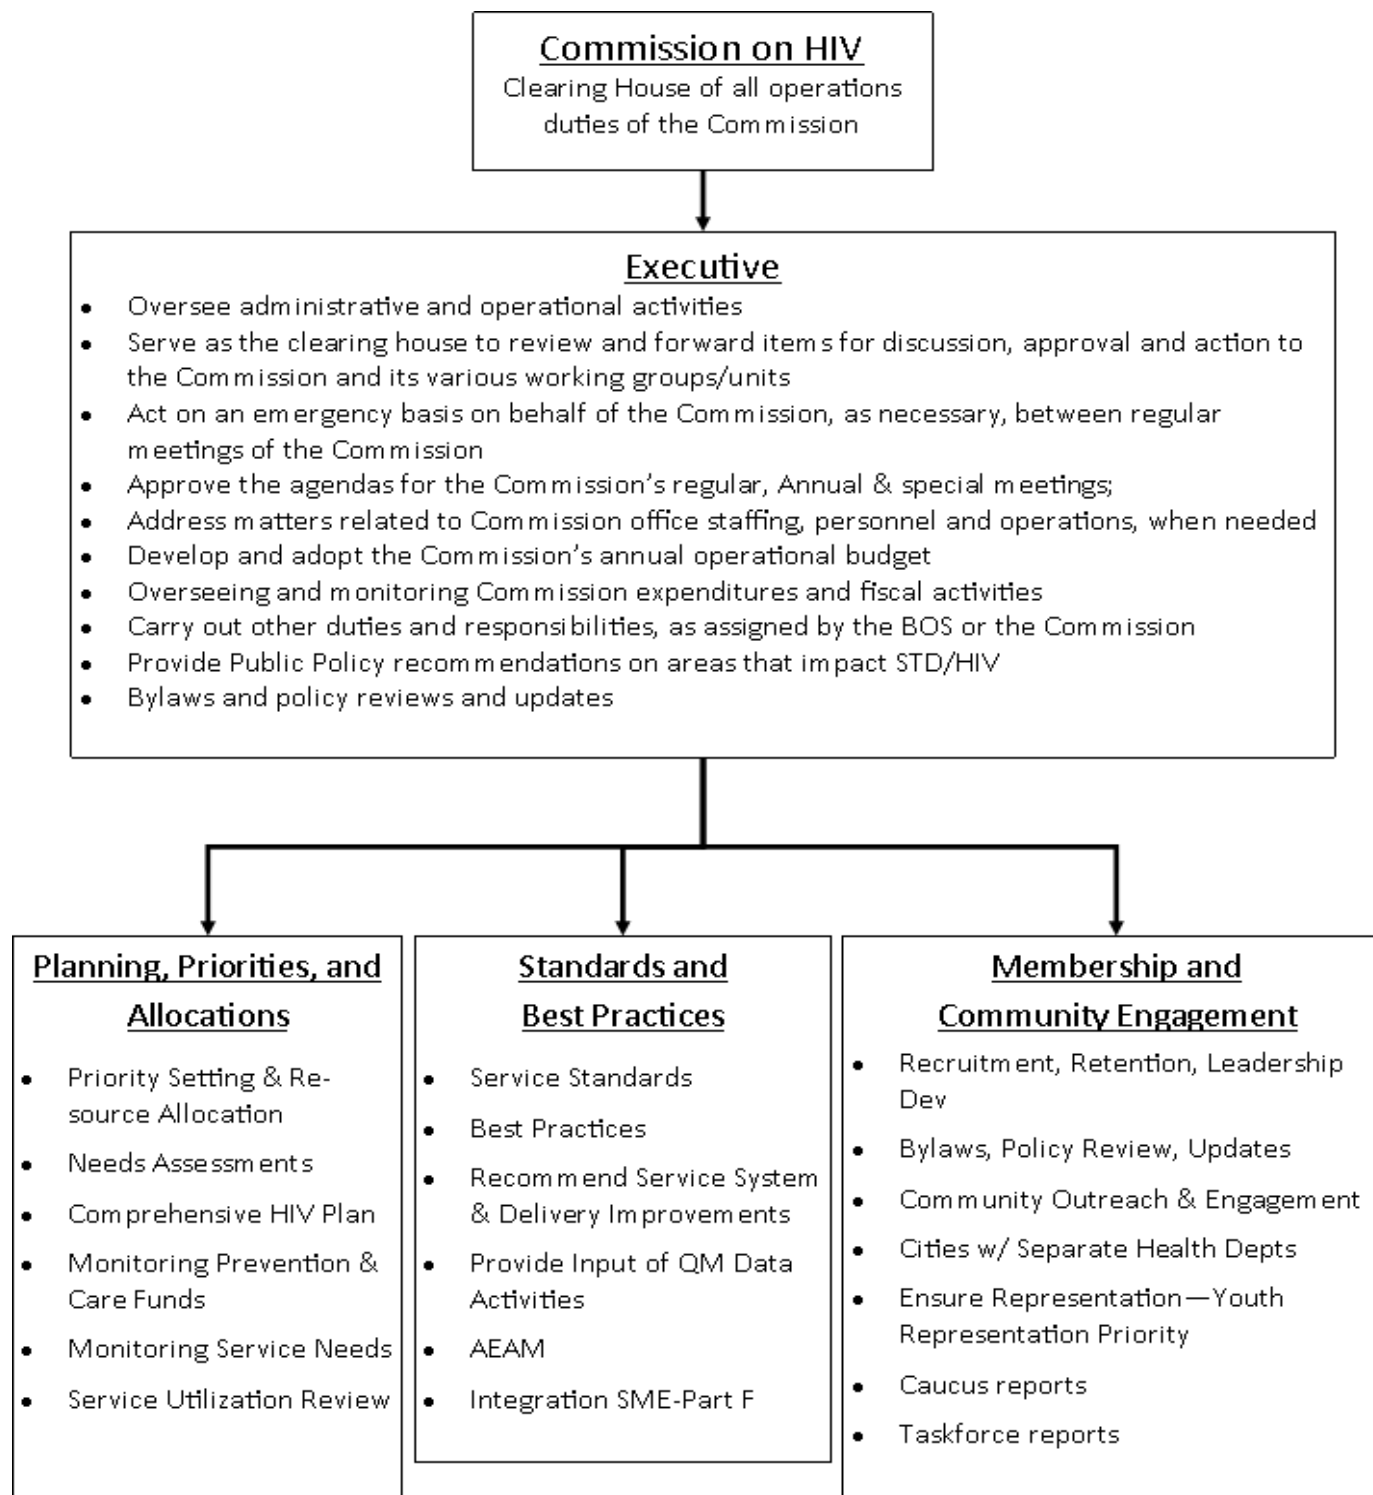 Commission on HIV
Clearing House of all operations
duties of the Commission
Executive
• Oversee administrative and operational activities
• Serve as the clearing house to review and forward items for discussion, approval and action to
the Commission and its various working groups/units
• Act on an emergency basis on behalf of the Commission, as necessary, between regular
meetings of the Commission
• Approve the agendas for the Commission’s regular, Annual & special meetings;
• Address matters related to Commission office staffing, personnel and operations, when needed
• Develop and adopt the Commission’s annual operational budget
• Overseeing and monitoring Commission expenditures and fiscal activities
• Carry out other duties and responsibilities, as assigned by the BOS or the Commission
• Provide Public Policy recommendations on areas that impact STD/HIV
• Bylaws and policy reviews and updates
Planning, Priorities, and
Allocations
• Priority Setting & Re-
source Allocation
• Needs Assessments
• Comprehensive HIV Plan
• Monitoring Prevention &
Care Funds
• Monitoring Service Needs
• Service Utilization Review
Standards and
Best Practices
• Service Standards
• Best Practices
• Recommend Service System
& Delivery Improvements
• Provide Input of QM Data
Activities
• AEAM
• Integration SME-Part F
Membership and
Community Engagement
• Recruitment, Retention, Leadership
Dev
• Bylaws, Policy Review, Updates
• Community Outreach & Engagement
• Cities w/ Separate Health Depts
• Ensure Representation—Youth
Representation Priority
• Caucus reports
• Taskforce reports